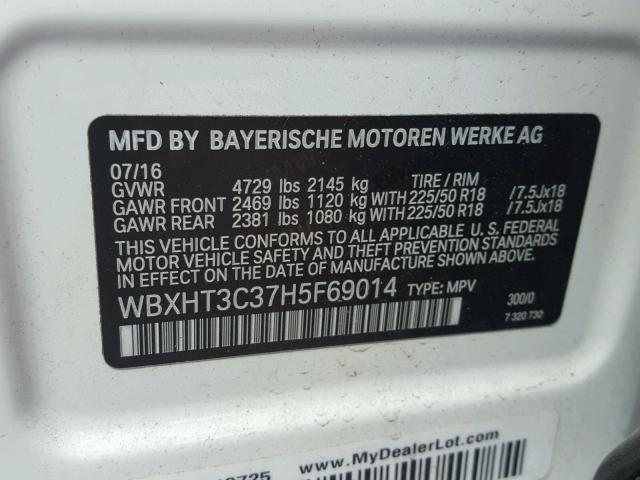 MFD BY BAYERISCHE MOTOREN WERKE AG
07/16
GVWR 4729 lbs 2145 kg TIRE / RIM
GAWR FRONT 2469 lbs 1120 kg WITH 225/50 R18 /7.5Jx18
GAWR REAR 2381 lbs 1080 kg WITH 225/50 R18 /7.5Jx18
THIS VEHICLE CONFORMS TO ALL APPLICABLE U.S. FEDERAL
MOTOR VEHICLE SAFETY AND THEFT PREVENTION STANDARDS
IN EFFECT ON THE DATE OF MANUFACTURE SHOWN ABOVE.
WBXHT3C37H5F69014 TYPE: MPV
300/0
7 320 730
www.MyDealerLot.com